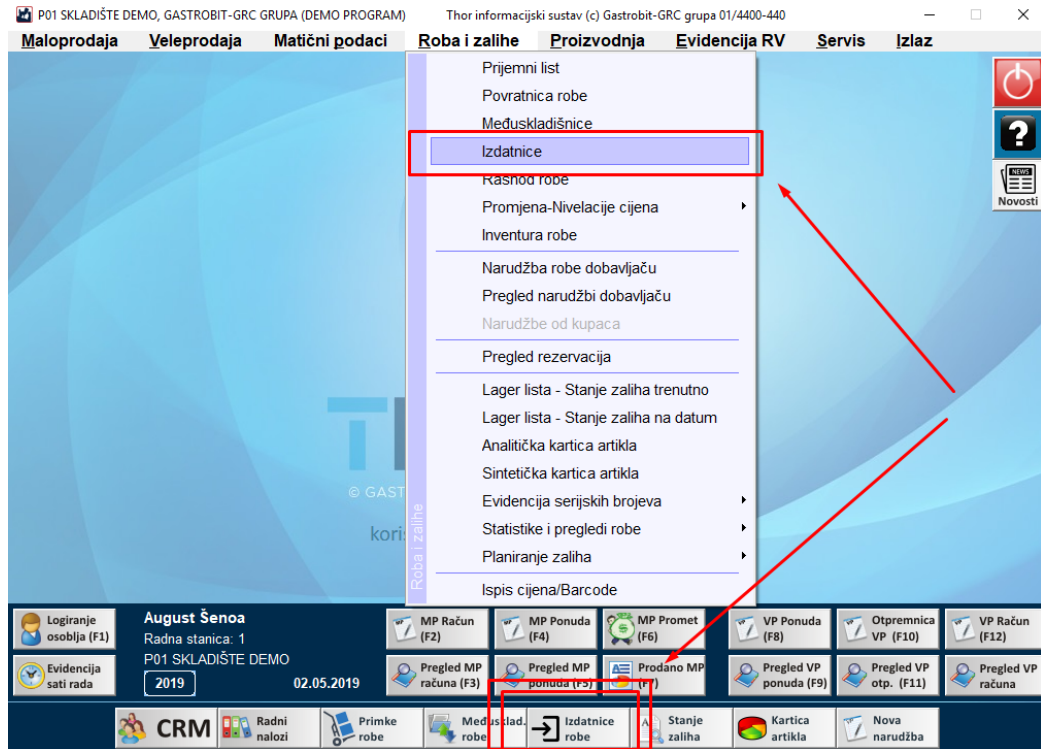 P01 SKLADIŠTE DEMO, GASTROBIT-GRC GRUPA (DEMO PROGRAM) Thor informacijski sustav (c) Gastrobit-GRC grupa 01/4400-440
Maloprodaja Veleprodaja Matični podaci Roba i zalihe Proizvodnja Evidencija RV Servis Izlaz
Prijemni list
Povratnica robe
Međuskladišnice
Izdatnice
Rashod robe
Promjena-Nivelacije cijena
Inventura robe
Narudžba robe dobavljaču
Pregled narudžbi dobavljaču
Narudžbe od kupaca
Pregled rezervacija
Lager lista - Stanje zaliha trenutno
Lager lista - Stanje zaliha na datum
Analitička kartica artikla
Sintetička kartica artikla
Evidencija serijskih brojeva
Statistike i pregledi robe
Planiranje zaliha
Ispis cijena/Barcode
Roba i zalihe
NEWS
Novosti
© GAST
Logiranje
osoblja (F1)
August Šenoa
Radna stanica: 1
P01 SKLADIŠTE DEMO
2019 02.05.2019
Evidencija
sati rada
MP Račun
(F2)
MP Ponuda
(F4)
MP Promet
(F6)
VP Ponuda
(F8)
Otpremnica
VP (F10)
VP Račun
(F12)
Pregled MP
računa (F3)
Pregled MP
ponuda (F5)
Prodano MP
(F7)
Pregled VP
ponuda (F9)
Pregled VP
otp. (F11)
Pregled VP
računa
CRM
Radni
nalozi
Primke
robe
Međusklad.
robe
Izdatnice
robe
Stanje
zaliha
Kartica
artikla
Nova
narudžba